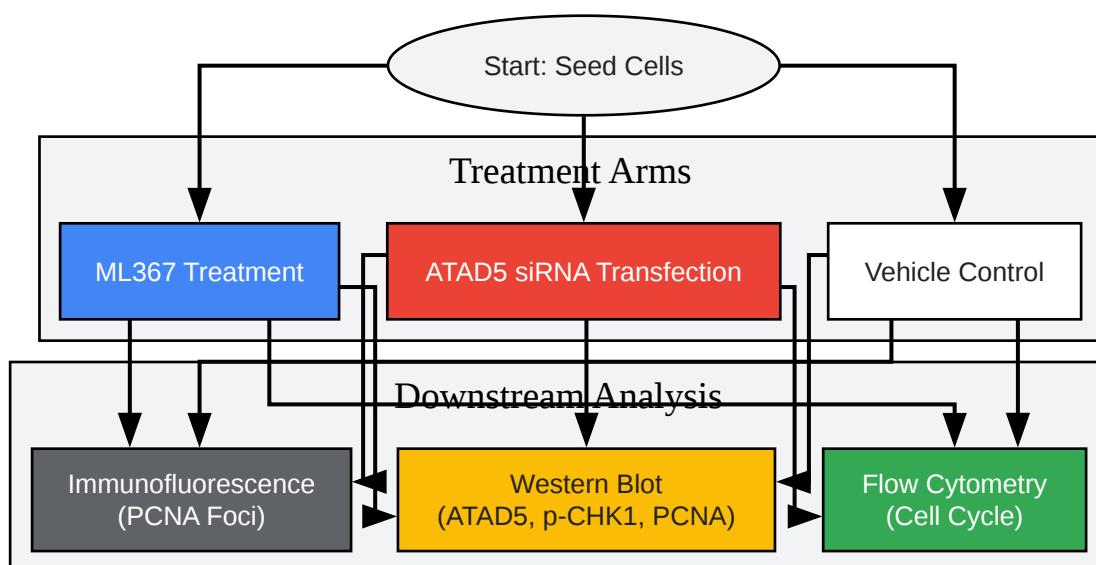 Start: Seed Cells
Treatment Arms
ML367 Treatment
ATAD5 siRNA Transfection
Vehicle Control
Downstream Analysis
Immunofluorescence
(PCNA Foci)
Western Blot
(ATAD5, p-CHK1, PCNA)
Flow Cytometry
(Cell Cycle)